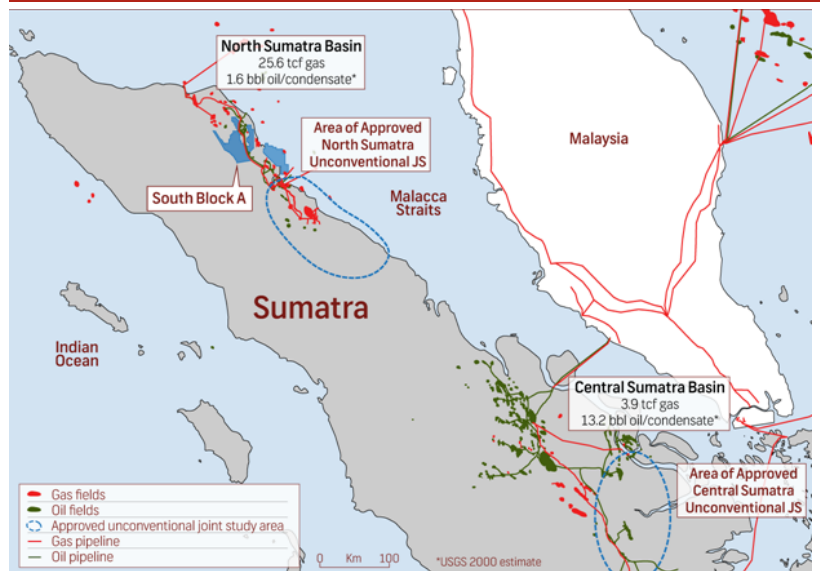 North Sumatra Basin
25.6 tcf gas
1.6 bbl oil/condensate*
Area of Approved
North Sumatra
Unconventional JS
Malaysia
South Block A
Malacca
Straits
Sumatra
Indian
Ocean
Central Sumatra Basin
3.9 tcf gas
13.2 bbl oil/condensate*
Area of Approved
Central Sumatra
Unconventional JS
Gas fields
Oil fields
Approved unconventional joint study area
Gas pipeline
Oil pipeline
0 Km 100
*USGS 2000 estimate